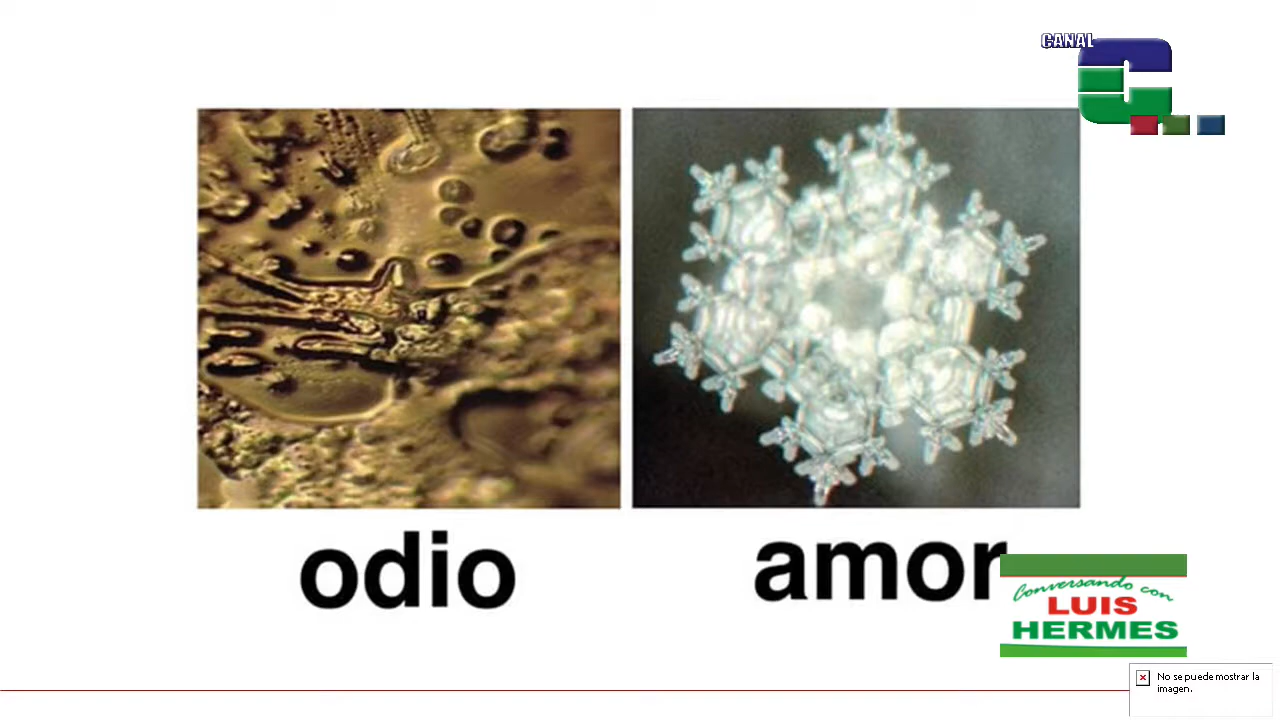 CANAL
odio
amor
Conversando con
LUIS
HERMES
No se puede mostrar la
imagen.